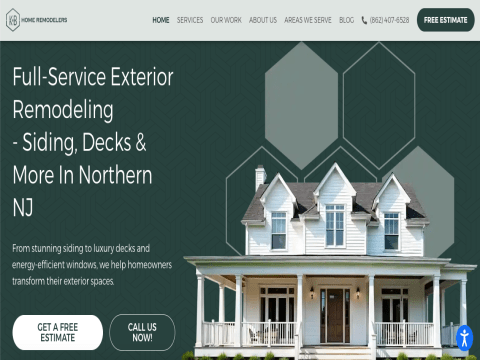 K&B HOME REMODELERS
HOME SERVICES OUR WORK ABOUT US AREAS WE SERVE BLOG (862) 407-6528 FREE ESTIMATE
Full-Service Exterior
Remodeling
- Siding, Decks &
More In Northern
NJ
From stunning siding to luxury decks and
energy-efficient windows, we help homeowners
transform their exterior spaces.
GET A FREE
ESTIMATE
CALL US
NOW!